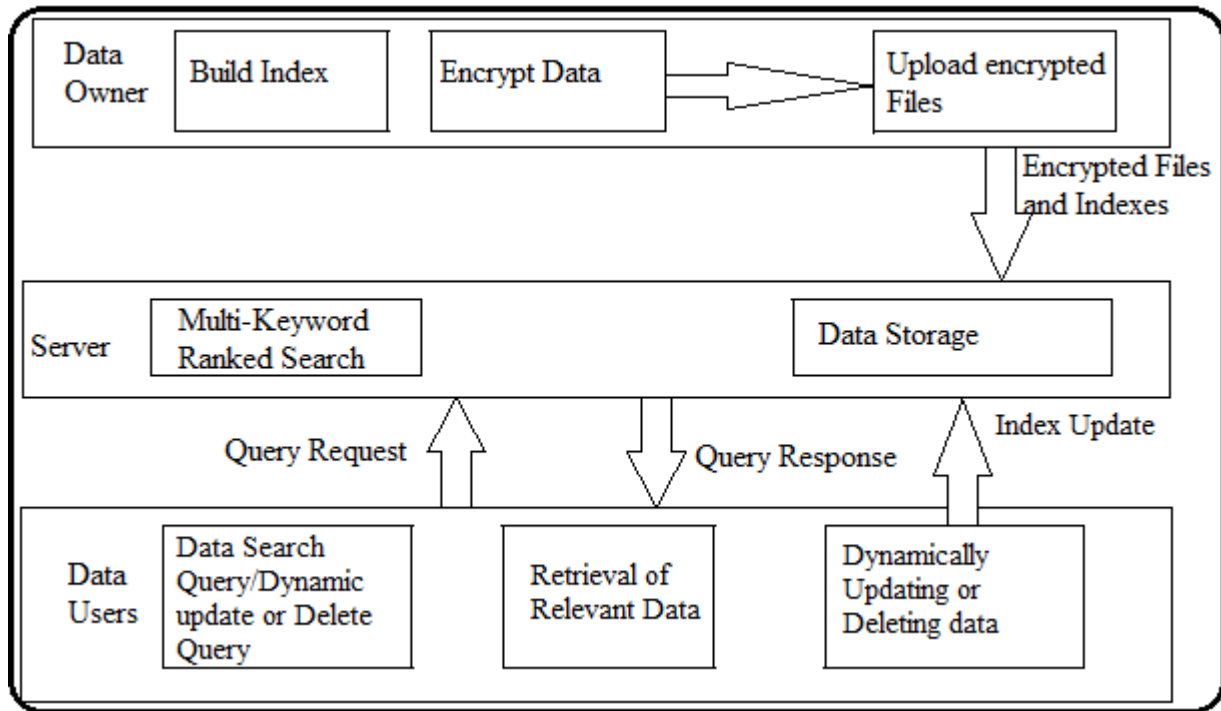 Data
Owner
Build Index
Encrypt Data
Upload encrypted
Files
Encrypted Files
and Indexes
Server
Multi-Keyword
Ranked Search
Data Storage
Query Request
Query Response
Index Update
Data
Users
Data Search
Query/Dynamic
update or Delete
Query
Retrieval of
Relevant Data
Dynamically
Updating or
Deleting data